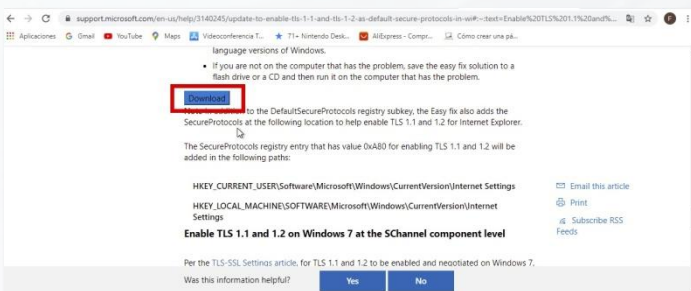 support.microsoft.com/en-us/help/3140245/update-to-enable-tls-1-1-and-tls-1-2-as-default-secure-protocols-in-wi#:~:text=Enable%20TLS%201.1%20and%...
Aplicaciones Gmail YouTube Maps Videoconferencia T... 71+ Nintendo Desk... AliExpress - Compr... Cómo crear una pá...
language versions of Windows.
If you are not on the computer that has the problem, save the easy fix solution to a
flash drive or a CD and then run it on the computer that has the problem.
Download
Note In addition to the DefaultSecureProtocols registry subkey, the Easy fix also adds the
SecureProtocols at the following location to help enable TLS 1.1 and 1.2 for Internet Explorer.
The SecureProtocols registry entry that has value 0xA80 for enabling TLS 1.1 and 1.2 will be
added in the following paths:
HKEY_CURRENT_USER\Software\Microsoft\Windows\CurrentVersion\Internet Settings
HKEY_LOCAL_MACHINE\SOFTWARE\Microsoft\Windows\CurrentVersion\Internet
Settings
Email this article
Print
Subscribe RSS
Feeds
Enable TLS 1.1 and 1.2 on Windows 7 at the SChannel component level
Per the TLS-SSL Settings article, for TLS 1.1 and 1.2 to be enabled and negotiated on Windows 7,
Was this information helpful?
Yes
No